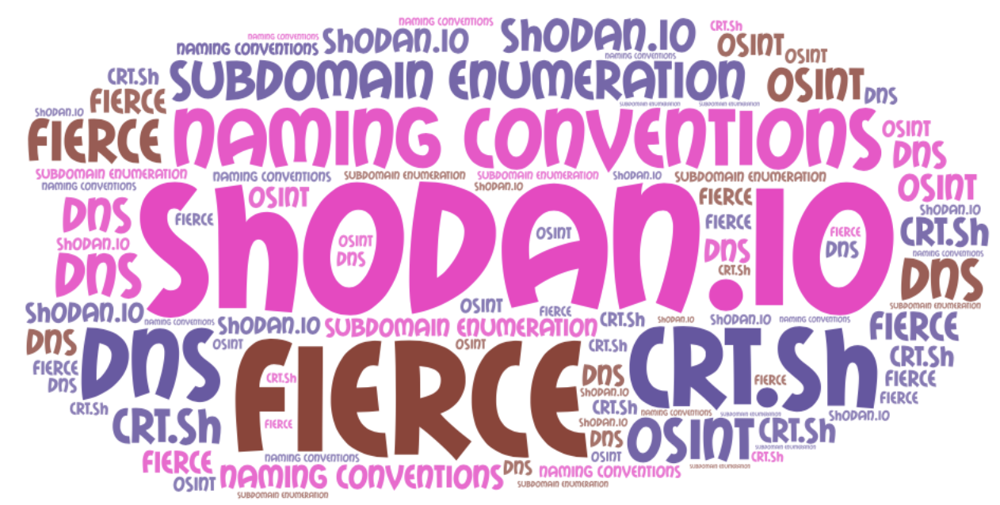 NAMING CONVENTIONS
NAMING CONVENTIONS ShODAN.IO ShODAN.IO CRT.Sh
NAMING CONVENTIONS OSINT OSINT
NAMING CONVENTIONS
CRT.Sh SUBDOMAIN ENUMERATION OSINT DNS
FIERCE
SUBDOMAIN ENUMERATION SUBDOMAIN ENUMERATION
ShODAN.IO
FIERCE NAMING CONVENTIONS OSINT
DNS
SUBDOMAIN ENUMERATION NAMING CONVENTIONS SUBDOMAIN ENUMERATION SUBDOMAIN ENUMERATION ShODAN.IO SUBDOMAIN ENUMERATION
NAMING CONVENTIONS OSINT ShODAN.IO FIERCE OSINT
DNS ShODAN.IO ShODAN.IO
FIERCE OSINT FIERCE FIERCE CRT.Sh
ShODAN.IO OSINT DNS DNS
DNS DNS CRT.Sh NAMING CONVENTIONS
DNS
OSINT SUBDOMAIN ENUMERATION
ShODAN.IO FIERCE
NAMING CONVENTIONS ShODAN.IO SUBDOMAIN ENUMERATION CRT.Sh ShODAN.IO ShODAN.IO NAMING CONVENTIONS FIERCE
DNS DNS OSINT OSINT CRT.Sh CRT.Sh
CRT.Sh
FIERCE FIERCE CRT.Sh DNS FIERCE FIERCE
DNS ShODAN.IO FIERCE
CRT.Sh CRT.Sh NAMING CONVENTIONS SUBDOMAIN ENUMERATION ShODAN.IO
CRT.Sh FIERCE ShODAN.IO OSINT CRT.Sh
DNS SUBDOMAIN ENUMERATION
FIERCE NAMING CONVENTIONS OSINT CRT.Sh
NAMING CONVENTIONS DNS NAMING CONVENTIONS SUBDOMAIN ENUMERATION
OSINT SUBDOMAIN ENUMERATION
SUBDOMAIN ENUMERATION